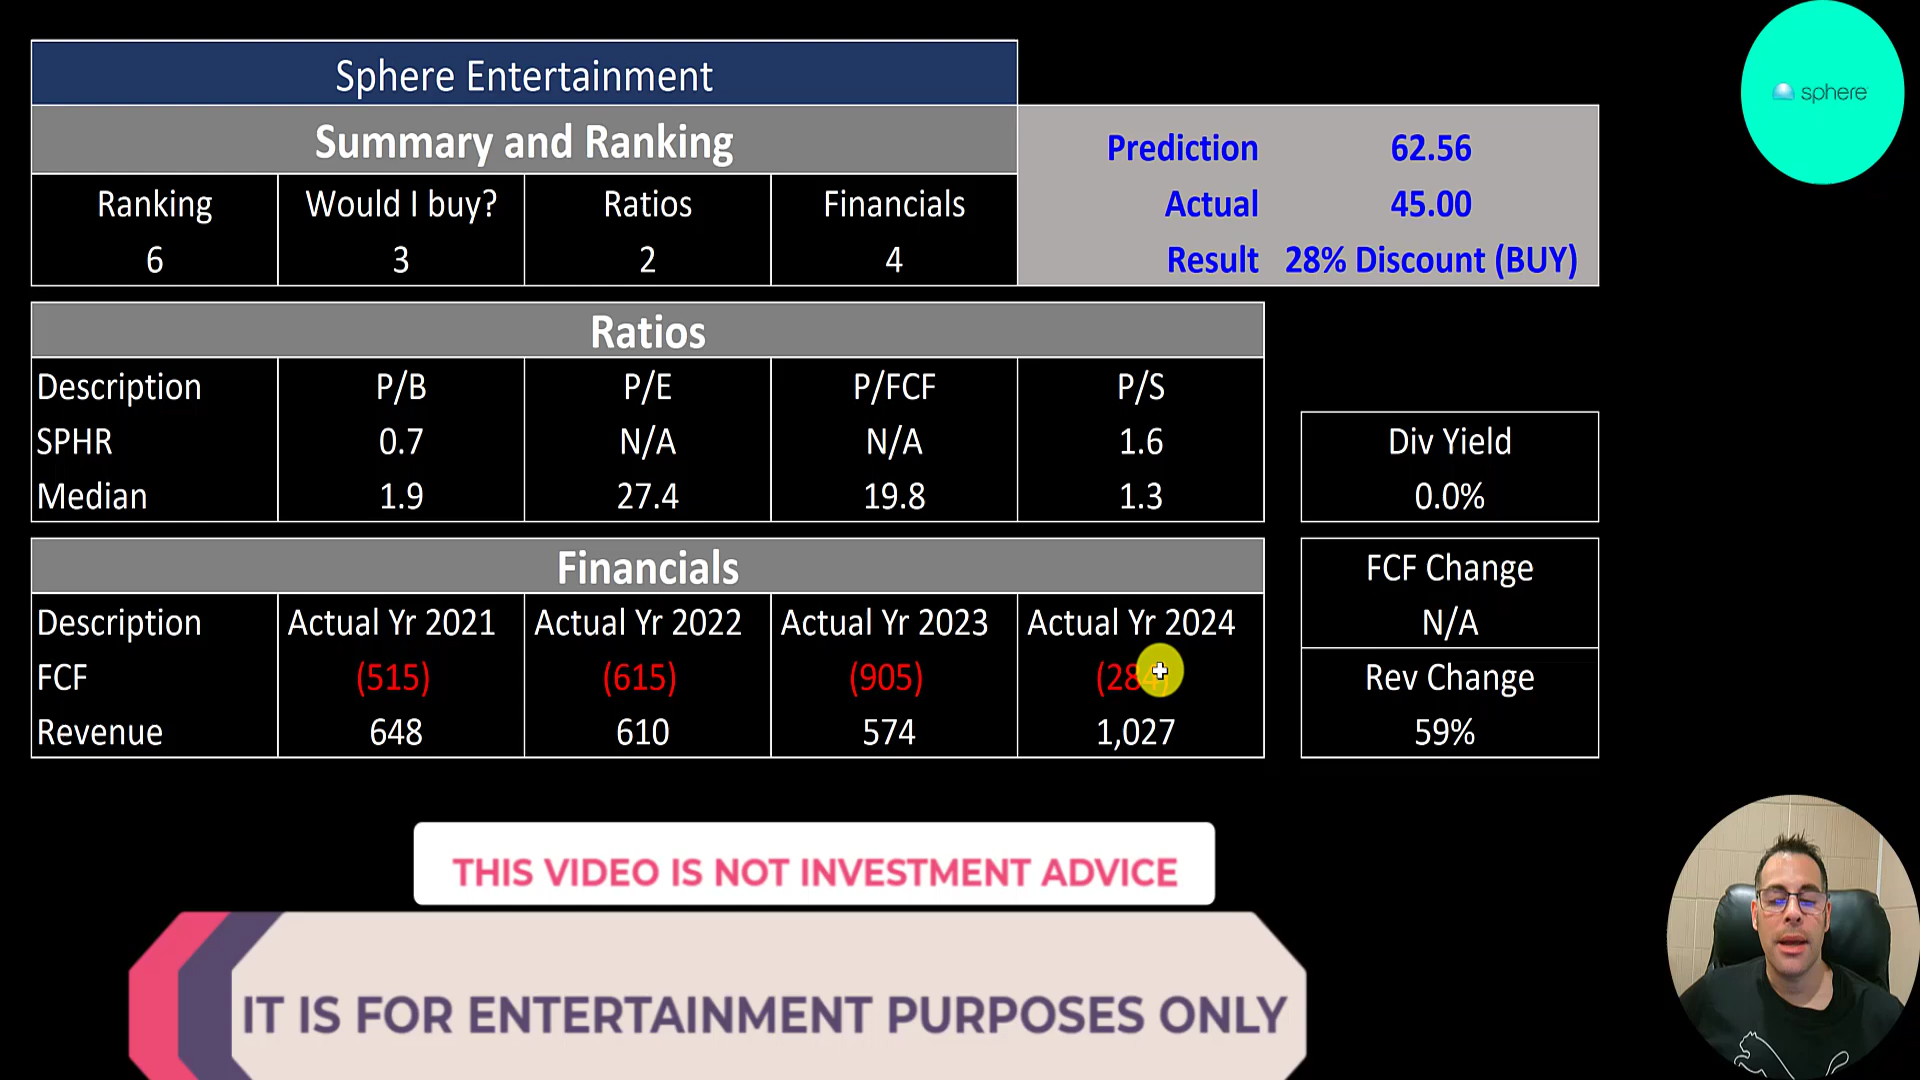 Sphere Entertainment
sphere
Summary and Ranking
Prediction 62.56
Ranking Would I buy? Ratios Financials
Actual 45.00
6 3 2 4
Result 28% Discount (BUY)
Ratios
Description P/B P/E P/FCF P/S
SPHR 0.7 N/A N/A 1.6
Div Yield
Median 1.9 27.4 19.8 1.3
0.0%
Financials
FCF Change
Description Actual Yr 2021 Actual Yr 2022 Actual Yr 2023 Actual Yr 2024
N/A
FCF (515) (615) (905) (284)
Rev Change
Revenue 648 610 574 1,027
59%
THIS VIDEO IS NOT INVESTMENT ADVICE
IT IS FOR ENTERTAINMENT PURPOSES ONLY